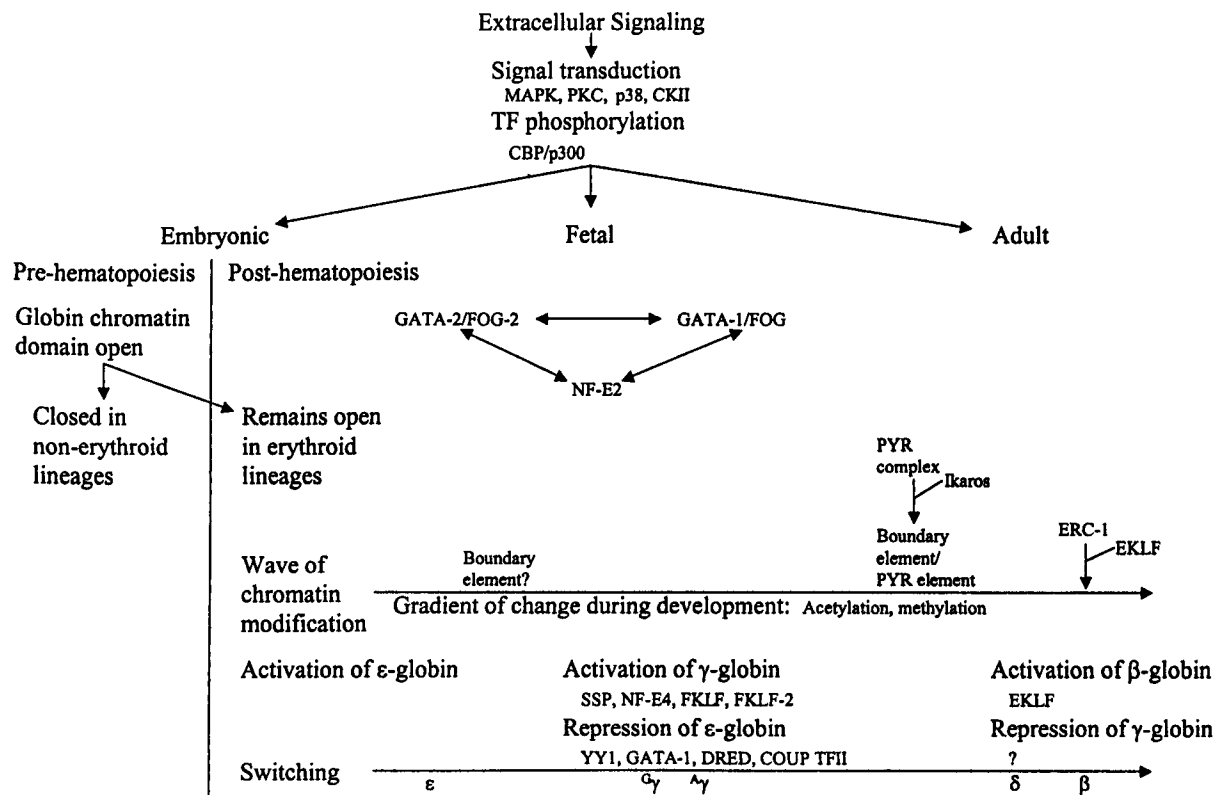 Extracellular Signaling
Signal transduction
MAPK, PKC, p38, CKII
TF phosphorylation
CBP/p300
Embryonic
Fetal
Adult
Pre-hematopoiesis
Post-hematopoiesis
Globin chromatin
domain open
GATA-2/FOG-2
GATA-1/FOG
NF-E2
Closed in
non-erythroid
lineages
Remains open
in erythroid
lineages
PYR
complex
Ikaros
Boundary
element/
PYR element
ERC-1
EKLF
Wave of
chromatin
modification
Boundary
element?
Gradient of change during development: Acetylation, methylation
Activation of ε-globin
Activation of γ-globin
SSP, NF-E4, FKLF, FKLF-2
Repression of ε-globin
YY1, GATA-1, DRED, COUP TFII
Activation of β-globin
EKLF
Repression of γ-globin
?
Switching
ε
Gγ
Aγ
δ
β